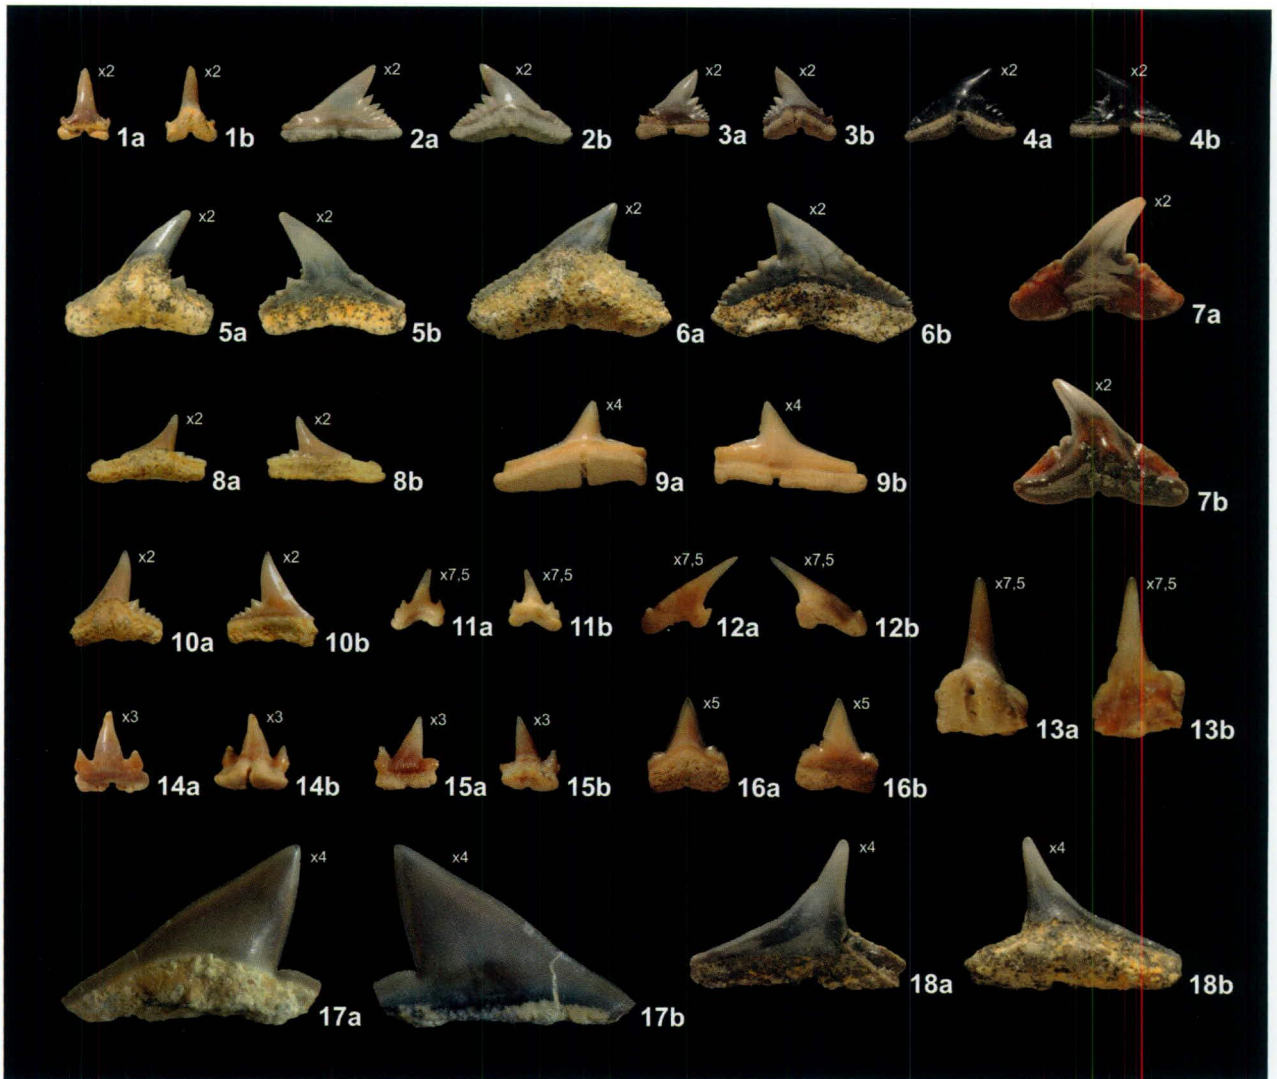 x2 x2 x2 x2 x2 x2 x2 x2
1a 1b 2a 2b 3a 3b 4a 4b
x2 x2 x2 x2 x2
5a 5b 6a 6b 7a
x2 x2 x4 x4 x2
8a 8b 9a 9b 7b
x2 x2 x7,5 x7,5 x7,5 x7,5 x7,5 x7,5
10a 10b 11a 11b 12a 12b 13a 13b
x3 x3 x3 x3 x5 x5
14a 14b 15a 15b 16a 16b
x4 x4 x4 x4
17a 17b 18a 18b